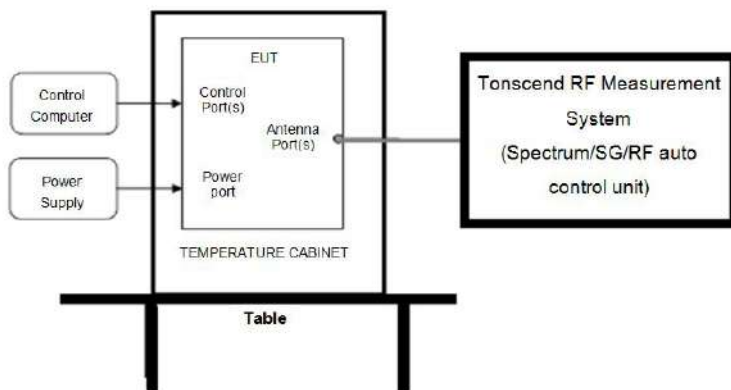 EUT
Control
Computer
Control
Port(s)
Antenna
Port(s)
Power
Supply
Power
port
TEMPERATURE CABINET
Table
Tonscend RF Measurement
System
(Spectrum/SG/RF auto
control unit)